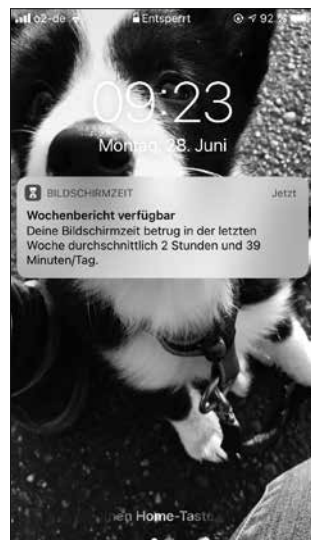 o2-de Entsperrt 92 %
09:23
Montag, 28. Juni
BILDSCHIRMZEIT Jetzt
Wochenbericht verfügbar
Deine Bildschirmzeit betrug in der letzten
Woche durchschnittlich 2 Stunden und 39
Minuten/Tag.
Home-Taste